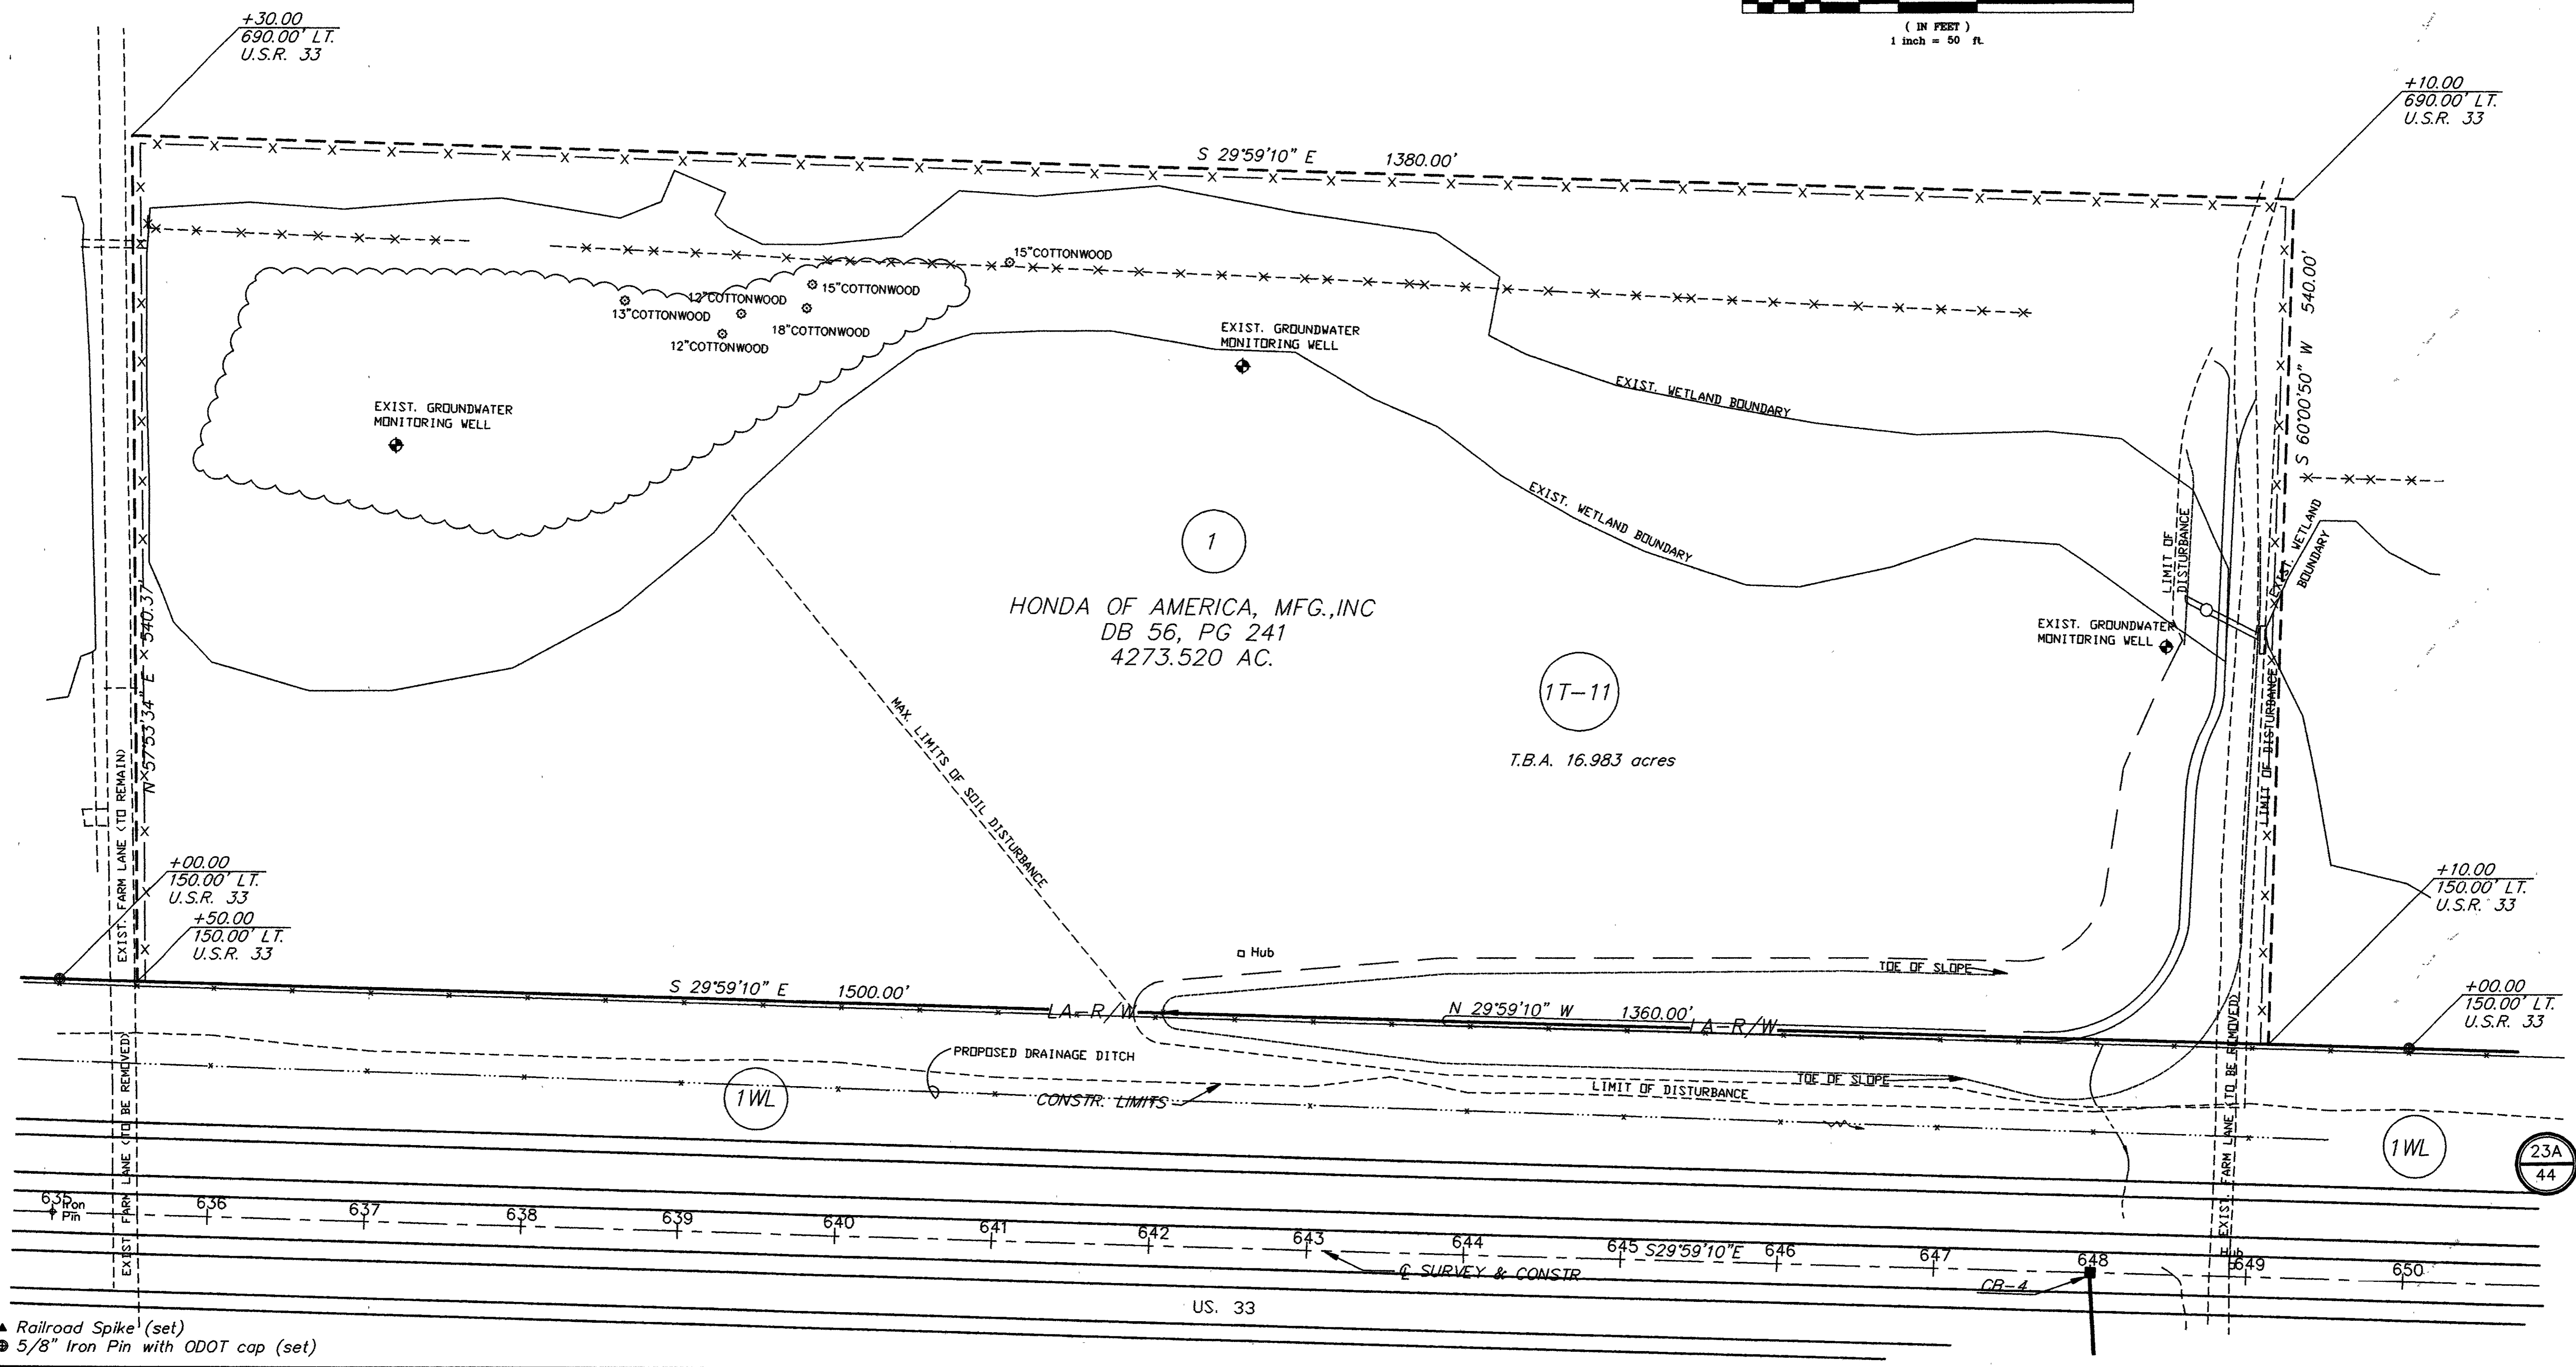 ( IN FEET )
1 inch = 50 ft.
+30.00
690.00' LT.
U.S.R. 33
+10.00
690.00' LT.
U.S.R. 33
S 29°59'10" E 1380.00'
15"COTTONWOOD
15"COTTONWOOD
12"COTTONWOOD
13"COTTONWOOD
18"COTTONWOOD
12"COTTONWOOD
EXIST. GROUNDWATER
MONITORING WELL
EXIST. GROUNDWATER
MONITORING WELL
EXIST. WETLAND BOUNDARY
EXIST. WETLAND BOUNDARY
S 60°00'50" W 540.00'
LIMIT OF
DISTURBANCE
EXIST. WETLAND
BOUNDARY
1
HONDA OF AMERICA, MFG.,INC
DB 56, PG 241
4273.520 AC.
1T-11
T.B.A. 16.983 acres
EXIST. GROUNDWATER
MONITORING WELL
N 57°53'34" E 540.37'
MAX. LIMITS OF SOIL DISTURBANCE
LIMIT OF DISTURBANCE
EXIST. FARM LANE (TO REMAIN)
+00.00
150.00' LT.
U.S.R. 33
+50.00
150.00' LT.
U.S.R. 33
+10.00
150.00' LT.
U.S.R. 33
+00.00
150.00' LT.
U.S.R. 33
Hub
TOE OF SLOPE
S 29°59'10" E 1500.00'
LA-R/W
N 29°59'10" W 1360.00'
LA-R/W
PROPOSED DRAINAGE DITCH
1WL
CONSTR. LIMITS
TOE OF SLOPE
LIMIT OF DISTURBANCE
EXIST. FARM LANE (TO BE REMOVED)
EXIST. FARM LANE (TO BE REMOVED)
1WL
23A
44
635 636 637 638 639 640 641 642 643 644 645 S29°59'10"E 646 647 648 649 650
Iron
Pin
Hub
℄ SURVEY & CONSTR
CB-4
US. 33
Railroad Spike (set)
5/8" Iron Pin with ODOT cap (set)